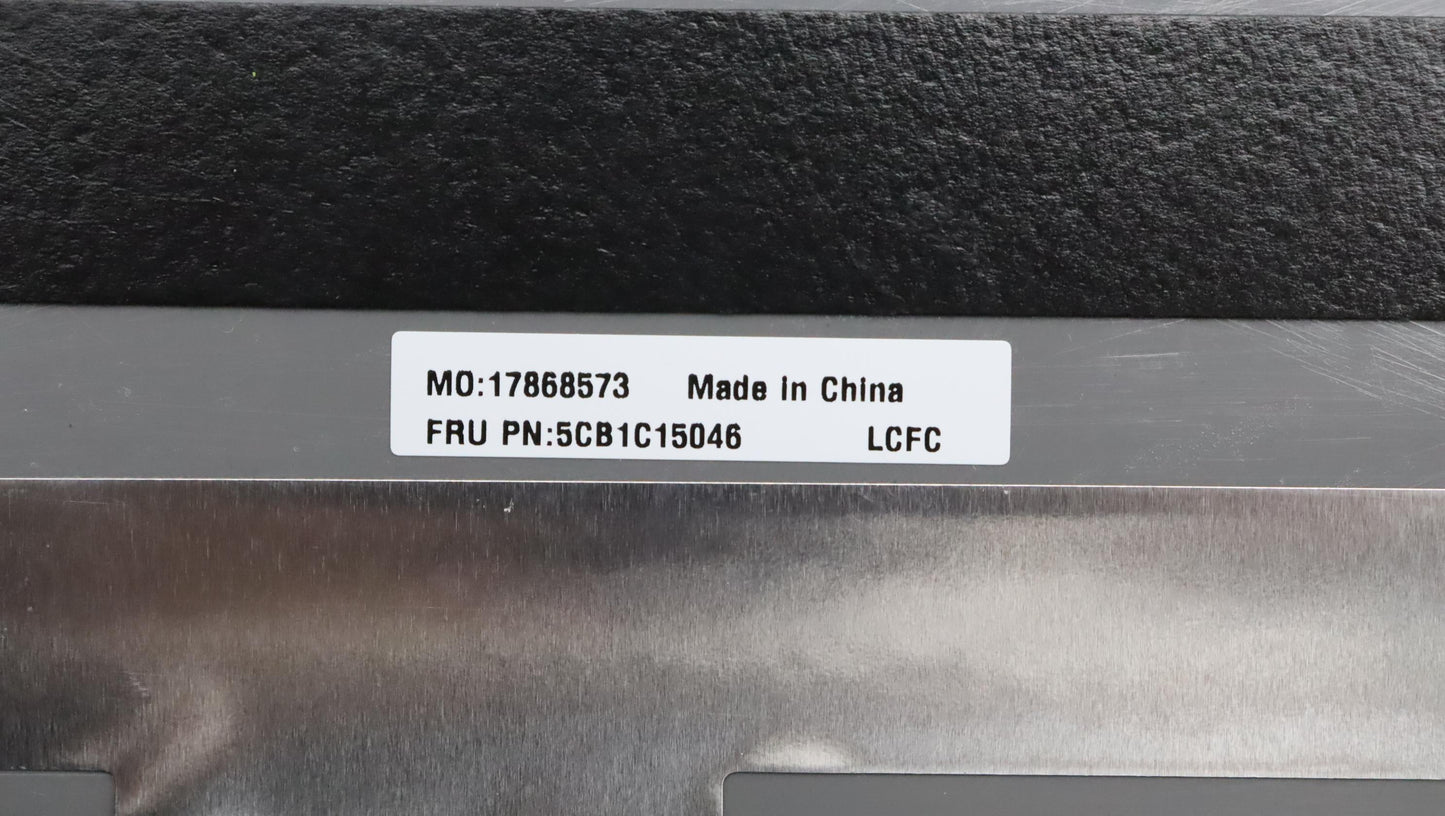 MO:17868573 Made in China
FRU PN:5CB1C15046 LCFC